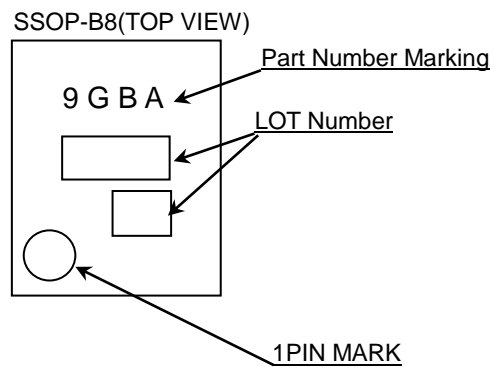 SSOP-B8(TOP VIEW)
Part Number Marking
9 G B A
LOT Number
1PIN MARK